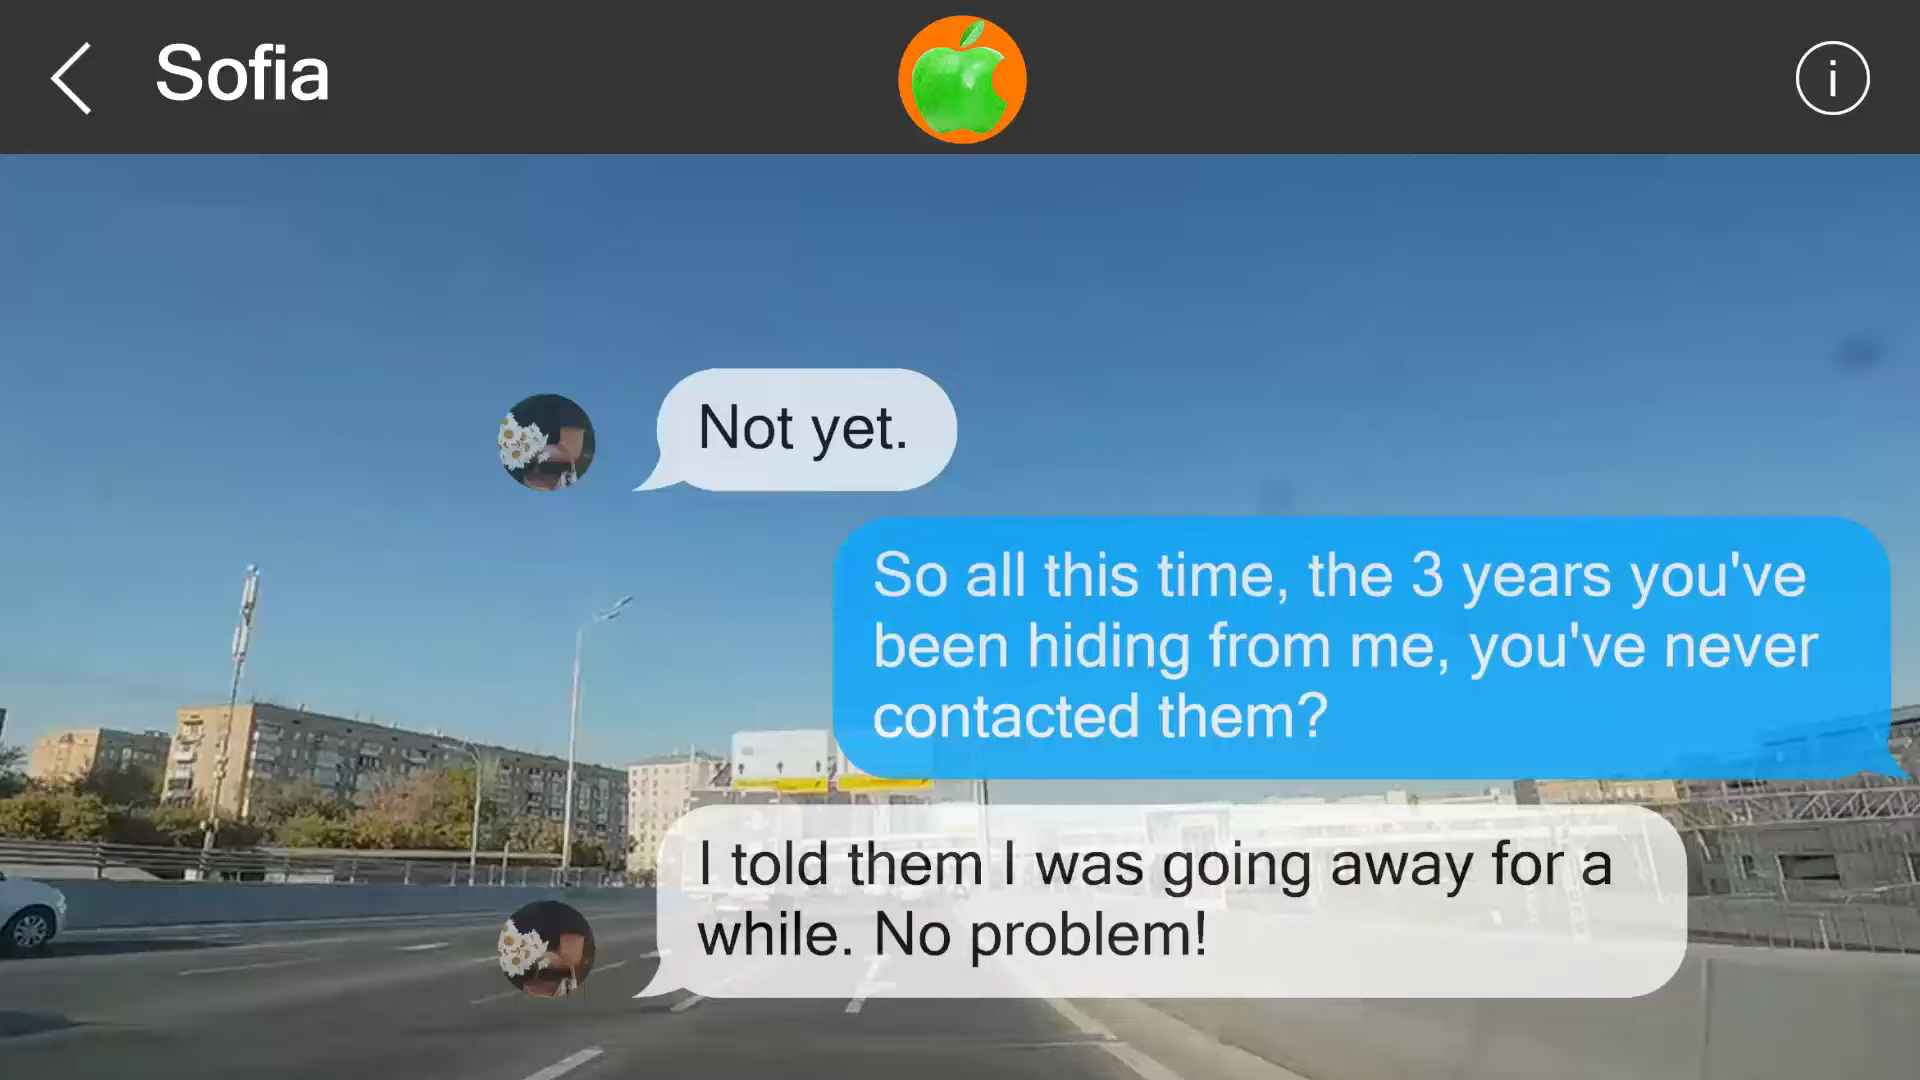 Sofia
Not yet.
So all this time, the 3 years you've
been hiding from me, you've never
contacted them?
I told them I was going away for a
while. No problem!